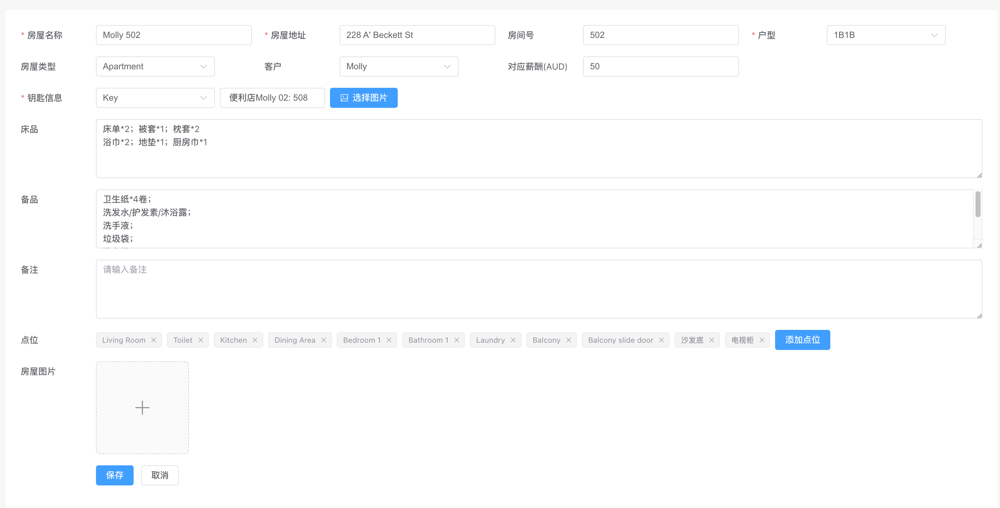 * 房屋名称 Molly 502 * 房屋地址 228 A' Beckett St 房间号 502 * 户型 1B1B
房屋类型 Apartment 客户 Molly 对应薪酬(AUD) 50
* 钥匙信息 Key 便利店Molly 02: 508 选择图片
床品
床单*2；被套*1；枕套*2
浴巾*2；地垫*1；厨房巾*1
备品
卫生纸*4卷；
洗发水/护发素/沐浴露；
洗手液；
垃圾袋；
备注
请输入备注
点位 Living Room Toilet Kitchen Dining Area Bedroom 1 Bathroom 1 Laundry Balcony Balcony slide door 沙发底 电视柜 添加点位
房屋图片
保存 取消